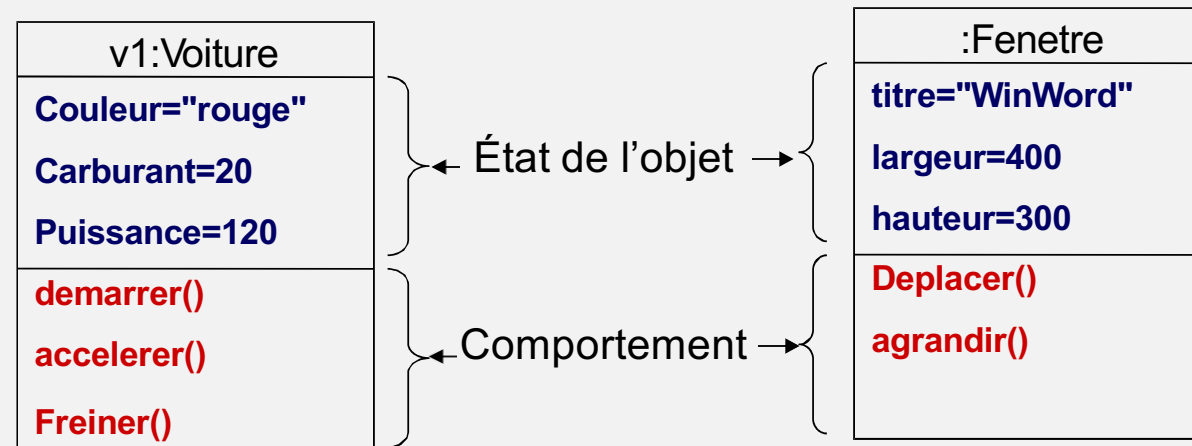 v1:Voiture
Couleur="rouge"
Carburant=20
Puissance=120
demarrer()
accelerer()
Freiner()
État de l'objet
Comportement
:Fenetre
titre="WinWord"
largeur=400
hauteur=300
Deplacer()
agrandir()